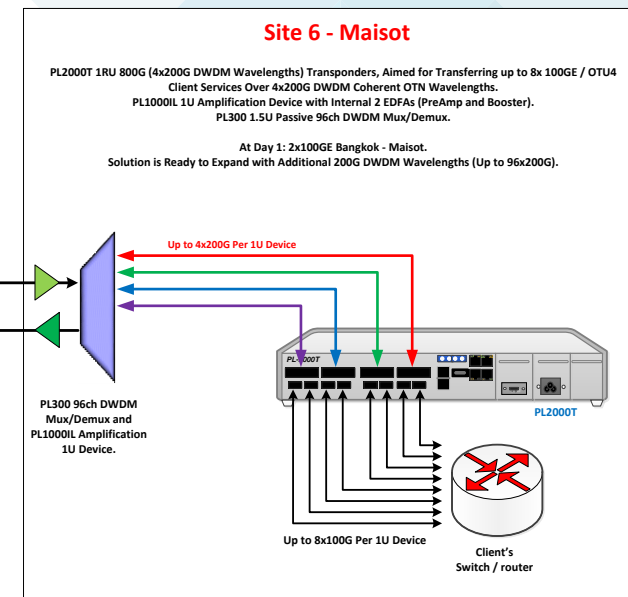 Site 6 - Maisot
PL2000T 1RU 800G (4x200G DWDM Wavelengths) Transponders, Aimed for Transferring up to 8x 100GE / OTU4
Client Services Over 4x200G DWDM Coherent OTN Wavelengths.
PL1000IL 1U Amplification Device with Internal 2 EDFAs (PreAmp and Booster).
PL300 1.5U Passive 96ch DWDM Mux/Demux.
At Day 1: 2x100GE Bangkok - Maisot.
Solution is Ready to Expand with Additional 200G DWDM Wavelengths (Up to 96x200G).
Up to 4x200G Per 1U Device
PL300 96ch DWDM
Mux/Demux and
PL1000IL Amplification
1U Device.
PL2000T
Up to 8x100G Per 1U Device
Client's
Switch / router